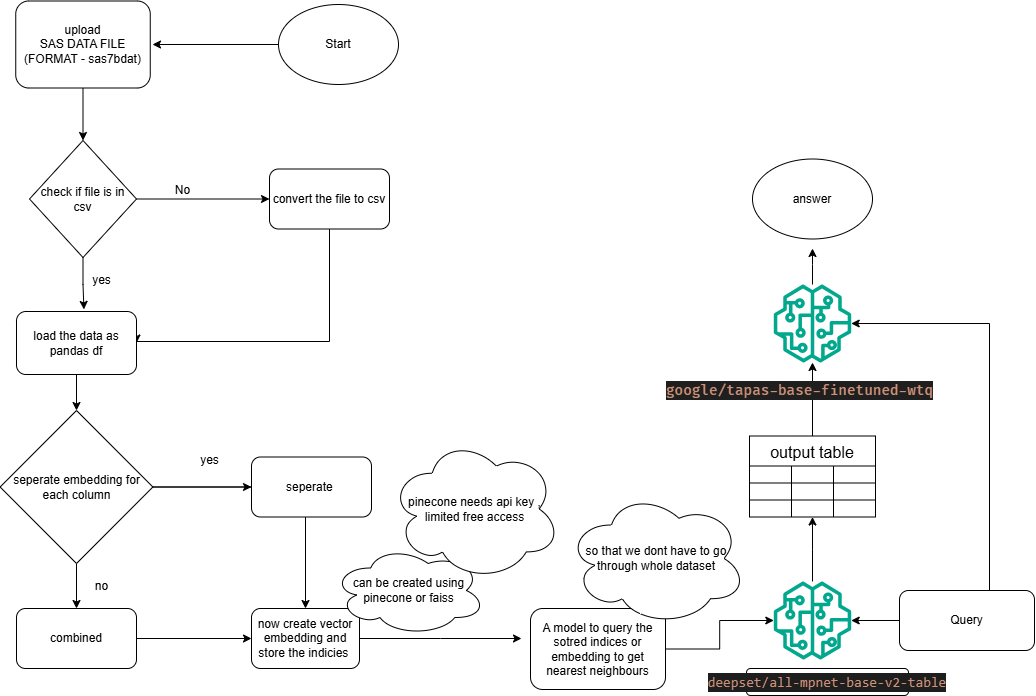 upload
SAS DATA FILE
(FORMAT - sas7bdat)
Start
check if file is in
csv
No
convert the file to csv
yes
load the data as
pandas df
seperate embedding for
each column
yes
seperate
no
combined
now create vector
embedding and
store the indicies
can be created using
pinecone or faiss
pinecone needs api key ,
limited free access
so that we dont have to go
through whole dataset
A model to query the
sotred indices or
embedding to get
nearest neighbours
deepset/all-mpnet-base-v2-table
Query
output table
google/tapas-base-finetuned-wtq
answer